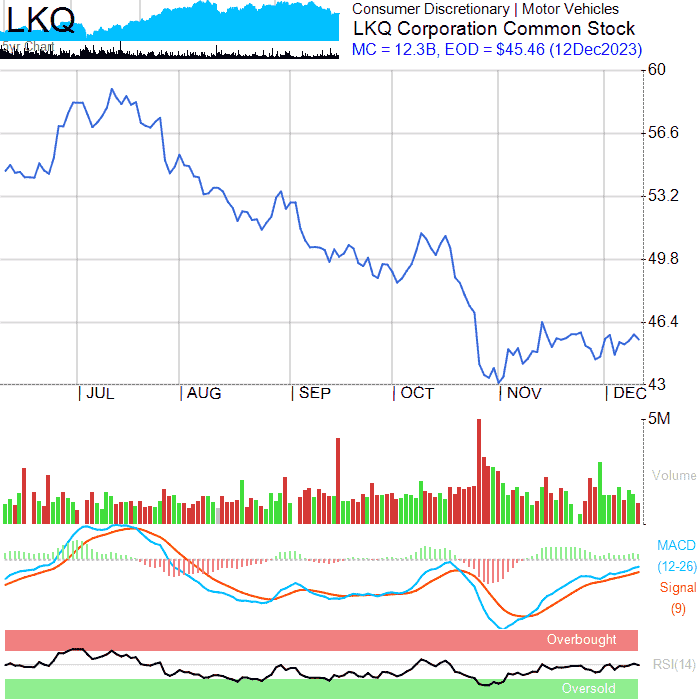 LKQ
5yr Chart
Consumer Discretionary | Motor Vehicles
LKQ Corporation Common Stock
MC = 12.3B, EOD = $45.46 (12Dec2023)
60
56.6
53.2
49.8
46.4
43
JUL
AUG
SEP
OCT
NOV
DEC
5M
Volume
MACD
(12-26)
Signal
(9)
Overbought
RSI(14)
Oversold